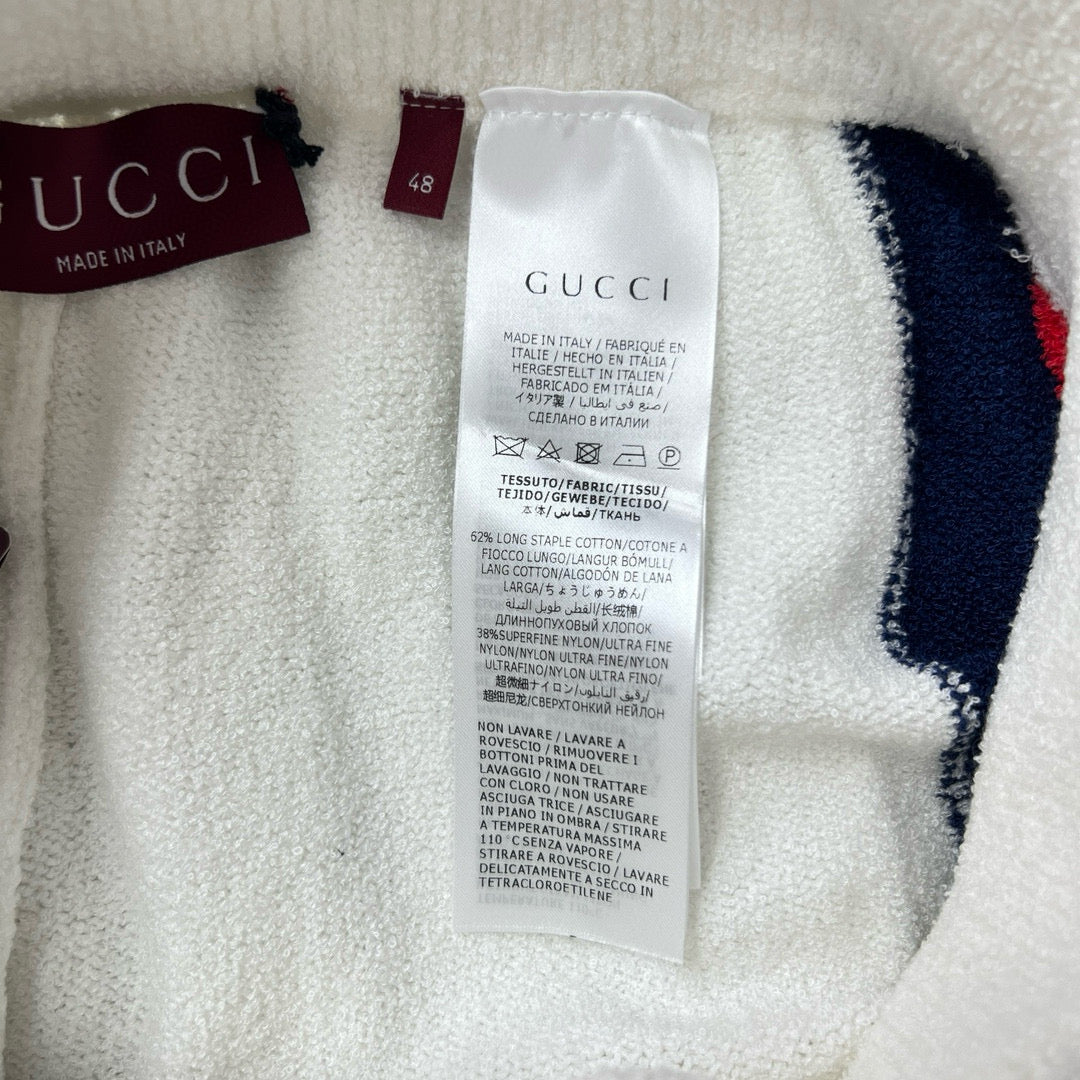 GUCCI
MADE IN ITALY
48
GUCCI
MADE IN ITALY / FABRIQUÉ EN
ITALIE / HECHO EN ITALIA /
HERGESTELLT IN ITALIEN /
FABRICADO EM ITÁLIA /
イタリア製 / صنع في ايطاليا /
СДЕЛАНО В ИТАЛИИ
P
TESSUTO/FABRIC/TISSU/
TEJIDO/GEWEBE/TECIDO/
本体/قماش/ТКАНЬ
62% LONG STAPLE COTTON/COTONE A
FIOCCO LUNGO/LANGUR BÓMULL/
LANG COTTON/ALGODÓN DE LANA
LARGA/ちょうじゅうめん/
القطن طويل التيلة/长绒棉/
ДЛИННОПУХОВЫЙ ХЛОПОК
38%SUPERFINE NYLON/ULTRA FINE
NYLON/NYLON ULTRA FINE/NYLON
ULTRAFINO/NYLON ULTRA FINO/
超微細ナイロン/رقيق النايلون/
超细尼龙/СВЕРХТОНКИЙ НЕЙЛОН
NON LAVARE / LAVARE A
ROVESCIO / RIMUOVERE I
BOTTONI PRIMA DEL
LAVAGGIO / NON TRATTARE
CON CLORO / NON USARE
ASCIUGA TRICE / ASCIUGARE
IN PIANO IN OMBRA / STIRARE
A TEMPERATURA MASSIMA
110 °C SENZA VAPORE /
STIRARE A ROVESCIO / LAVARE
DELICATAMENTE A SECCO IN
TETRACLOROETILENE